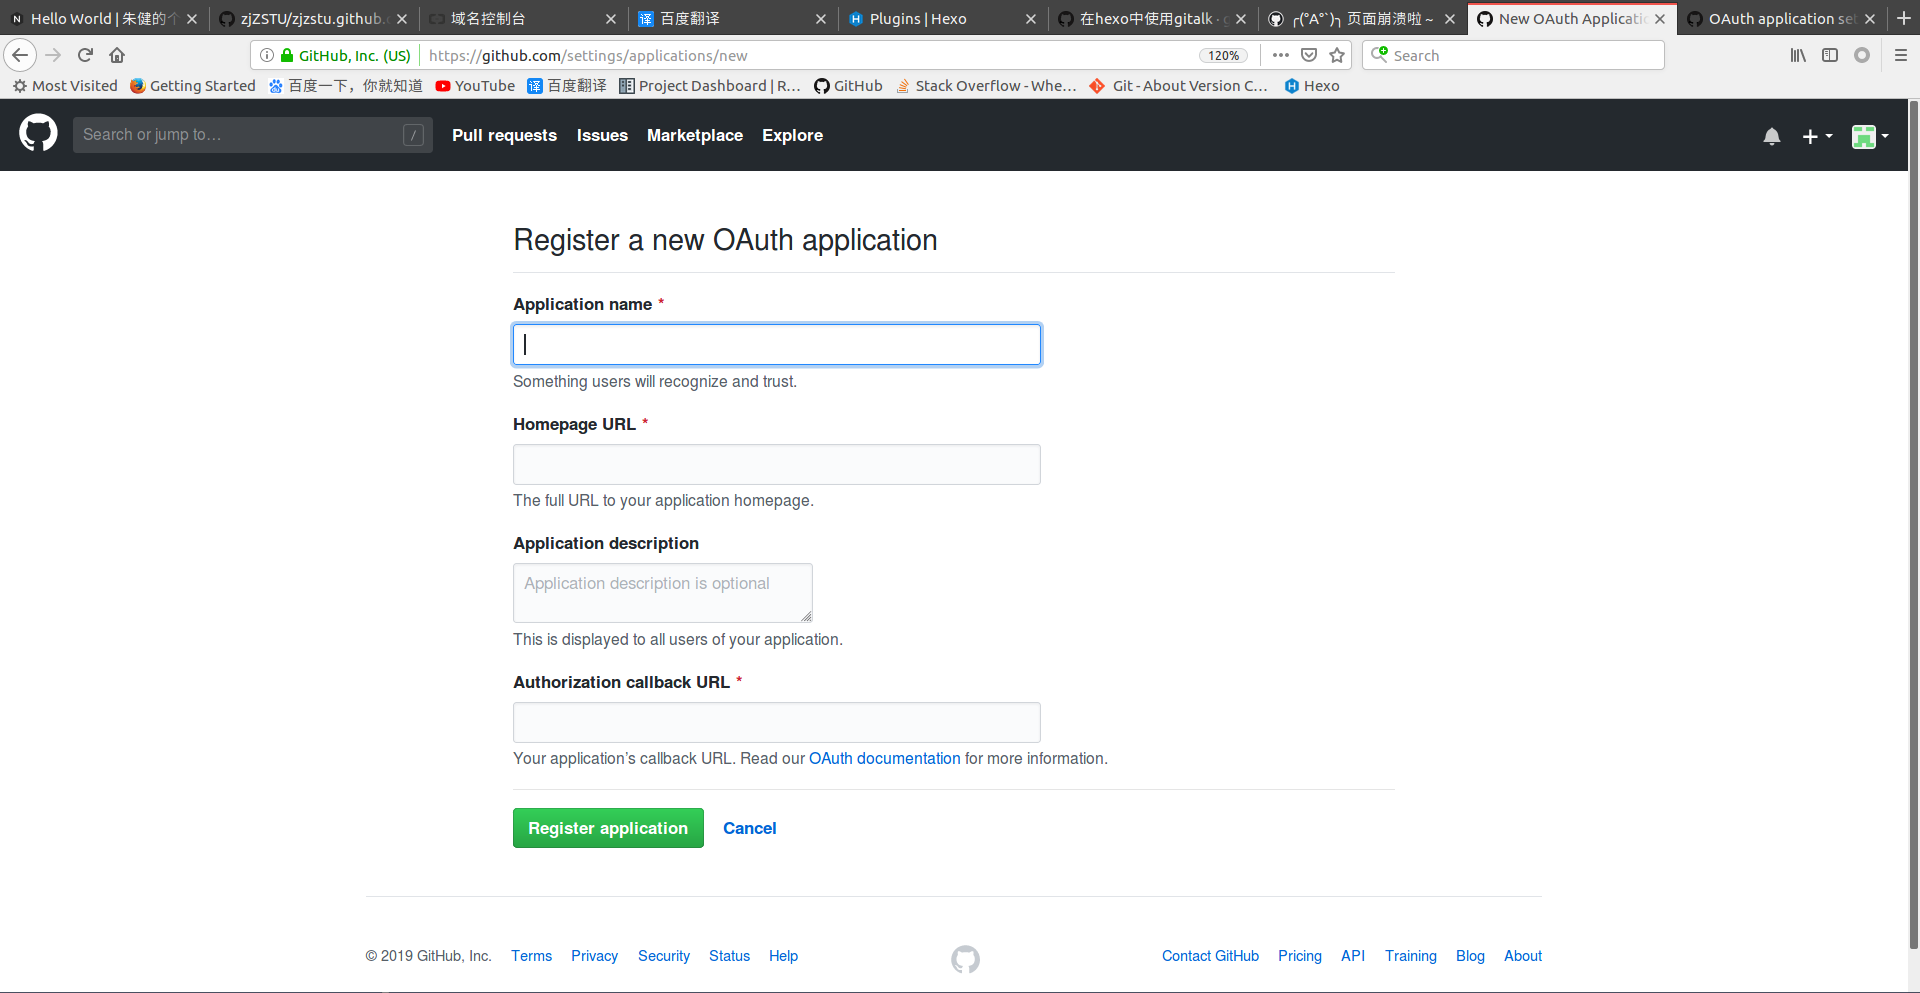 Hello World | 朱健的个
zjZSTU/zjzstu.github.
域名控制台
百度翻译
Plugins | Hexo
在hexo中使用gitalk ·
╭(°A°`)╮ 页面崩溃啦 ~
New OAuth Applicatio
OAuth application set
GitHub, Inc. (US)
https://github.com/settings/applications/new
120%
Search
Most Visited
Getting Started
百度一下，你就知道
YouTube
百度翻译
Project Dashboard | R...
GitHub
Stack Overflow - Whe...
Git - About Version C...
Hexo
Search or jump to…
/
Pull requests
Issues
Marketplace
Explore
Register a new OAuth application
Application name *
Something users will recognize and trust.
Homepage URL *
The full URL to your application homepage.
Application description
Application description is optional
This is displayed to all users of your application.
Authorization callback URL *
Your application’s callback URL. Read our OAuth documentation for more information.
Register application
Cancel
© 2019 GitHub, Inc.
Terms
Privacy
Security
Status
Help
Contact GitHub
Pricing
API
Training
Blog
About